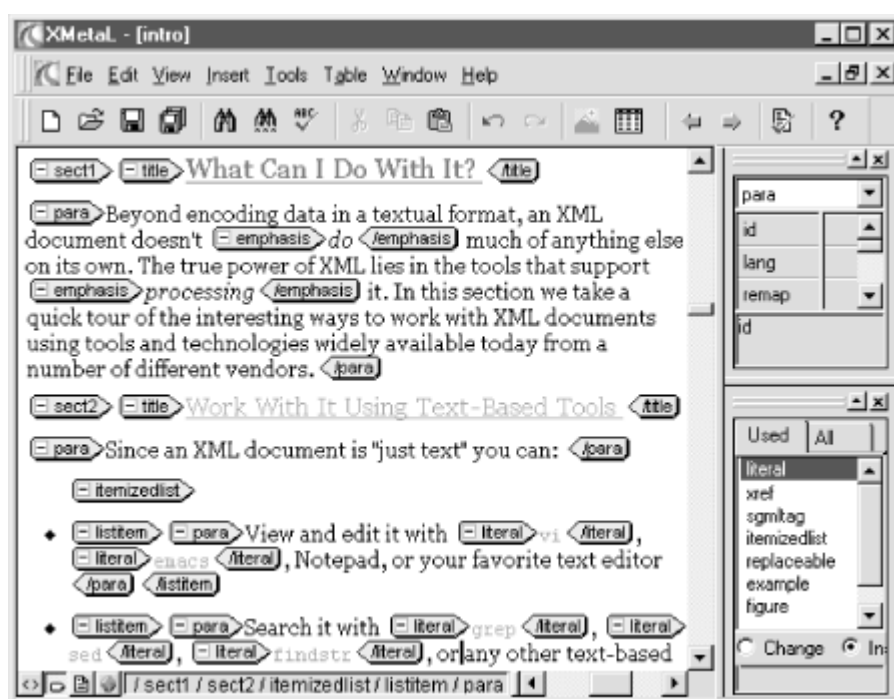 XMetaL - [intro]
File Edit View Insert Tools Table Window Help
ABC ?
sect1 title What Can I Do With It? /title
para Beyond encoding data in a textual format, an XML
document doesn't emphasis do /emphasis much of anything else
on its own. The true power of XML lies in the tools that support
emphasis processing /emphasis it. In this section we take a
quick tour of the interesting ways to work with XML documents
using tools and technologies widely available today from a
number of different vendors. /para
sect2 title Work With It Using Text-Based Tools /title
para Since an XML document is "just text" you can: /para
itemizedlist
listitem para View and edit it with literal vi /literal,
literal emacs /literal, Notepad, or your favorite text editor
/para /listitem
listitem para Search it with literal grep /literal, literal
sed /literal, literal findstr /literal, or any other text-based
/ sect1 / sect2 / itemizedlist / listitem / para
para
id
lang
remap
id
Used All
literal
xref
sgmltag
itemizedlist
replaceable
example
figure
Change In